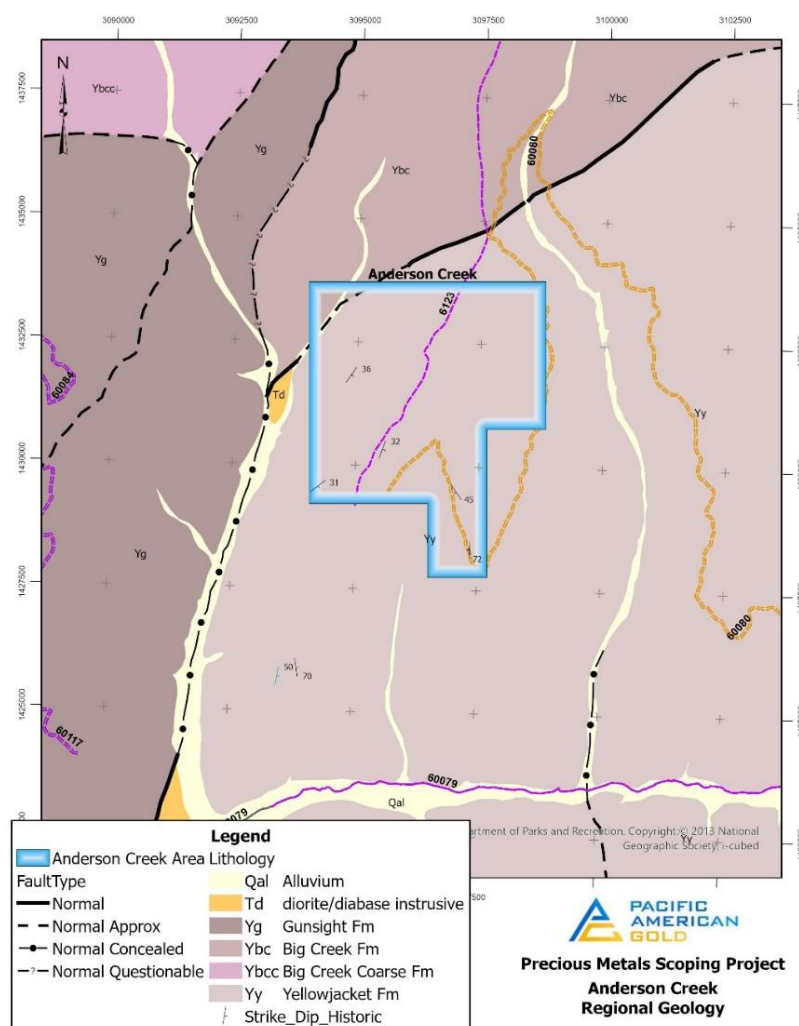 3090000 3092500 3095000 3097500 3100000 3102500
1437500
1435000
1432500
1430000
1427500
1425000
N
Ybcc
Ybc
Yg
Ybc
60080
Yg
Anderson Creek
6123
36
60084
Td
Yy
32
31
45
Yg
Yy
72
60080
50
70
60117
60079
60079
Qal
Department of Parks and Recreation, Copyright:© 2013 National
Geographic Society, i-cubed
Yy
Legend
Anderson Creek Area
FaultType
Normal
Normal Approx
Normal Concealed
Normal Questionable
Lithology
Qal Alluvium
Td diorite/diabase instrusive
Yg Gunsight Fm
Ybc Big Creek Fm
Ybcc Big Creek Coarse Fm
Yy Yellowjacket Fm
Strike_Dip_Historic
PACIFIC
AMERICAN
GOLD
Precious Metals Scoping Project
Anderson Creek
Regional Geology